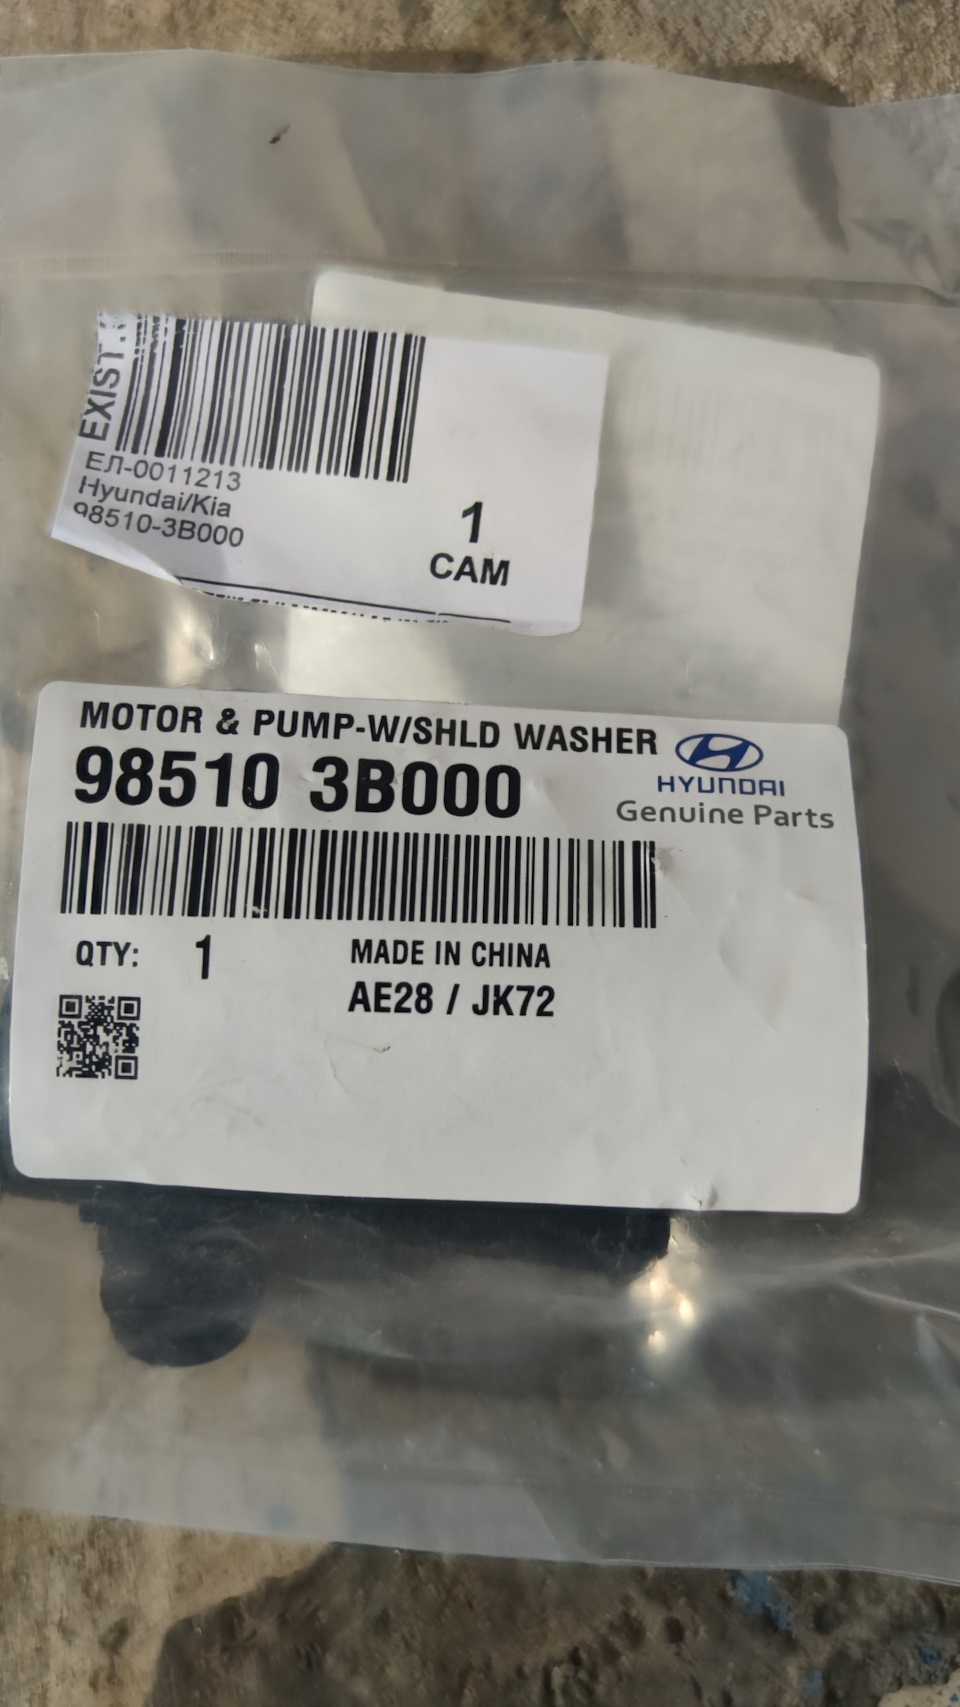 EXIST.
ЕЛ-0011213
Hyundai/Kia
98510-3B000
1
САМ
MOTOR & PUMP-W/SHLD WASHER
98510 3B000
HYUNDAI
Genuine Parts
QTY: 1
MADE IN CHINA
AE28 / JK72